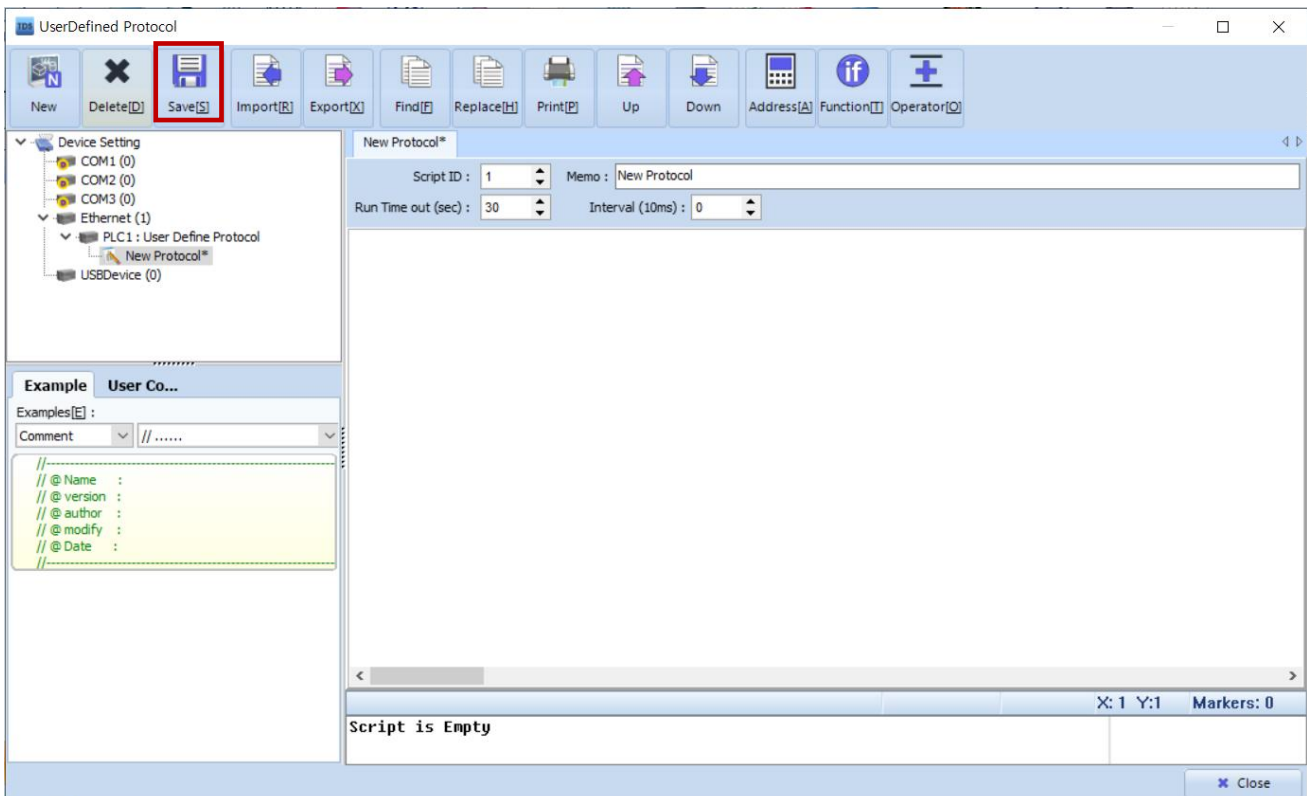 TDS UserDefined Protocol
N
if
New Delete[D] Save[S] Import[R] Export[X] Find[F] Replace[H] Print[P] Up Down Address[A] Function[T] Operator[O]
Device Setting
COM1 (0)
COM2 (0)
COM3 (0)
Ethernet (1)
PLC1 : User Define Protocol
New Protocol*
USBDevice (0)
Example User Co...
Examples[E] :
Comment // ......
//--------------------------------------------------------------
// @ Name :
// @ version :
// @ author :
// @ modify :
// @ Date :
//--------------------------------------------------------------
New Protocol*
Script ID : 1 Memo : New Protocol
Run Time out (sec) : 30 Interval (10ms) : 0
X: 1 Y:1 Markers: 0
Script is Empty
Close